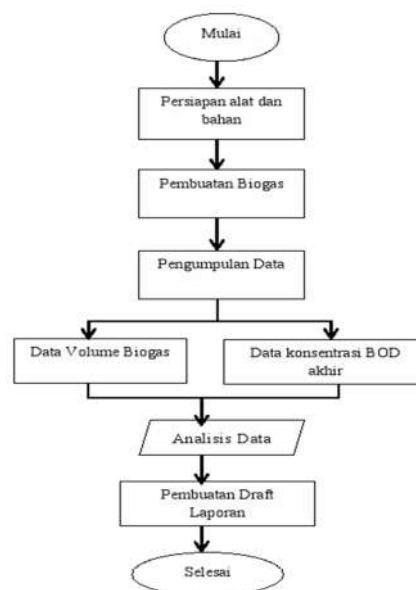 Mulai
Persiapan alat dan
bahan
Pembuatan Biogas
Pengumpulan Data
Data Volume Biogas
Data konsentrasi BOD
akhir
Analisis Data
Pembuatan Draft
Laporan
Selesai